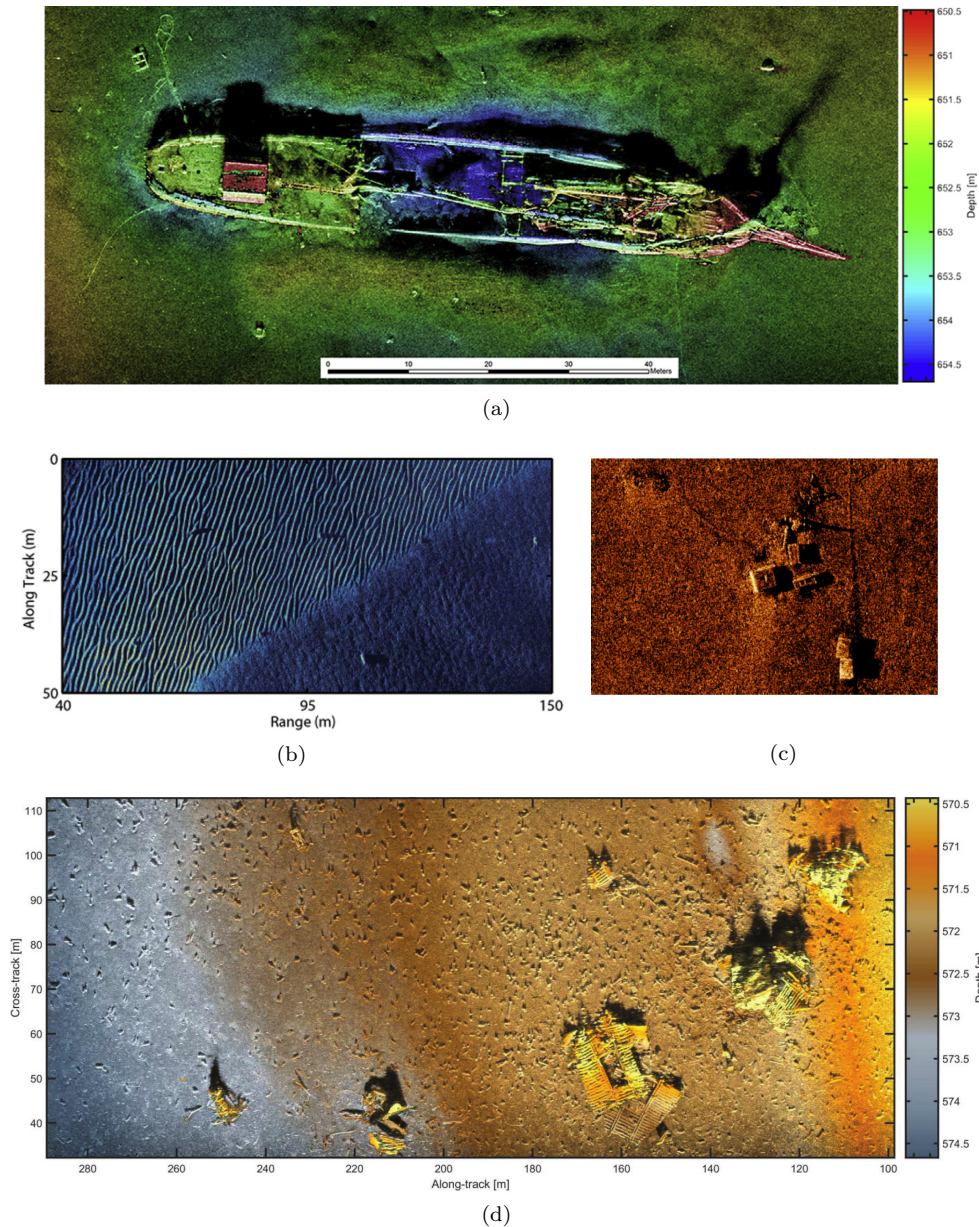 650.5
651
651.5
652
652.5
653
653.5
654
654.5
Depth [m]
0 10 20 30 40
Meters
(a)
0
25
50
Along Track (m)
40 95 150
Range (m)
(b)
(c)
110
100
90
80
70
60
50
40
Cross-track [m]
280 260 240 220 200 180 160 140 120 100
Along-track [m]
570.5
571
571.5
572
572.5
573
573.5
574
574.5
Depth [m]
(d)